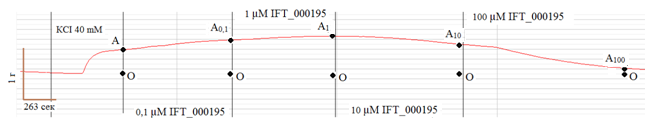 1 µM IFT_000195
100 µM IFT_000195
KCl 40 mM
A
A0,1
A1
A10
A100
O
O
O
O
O
1 г
263 сек
0,1 µM IFT_000195
10 µM IFT_000195